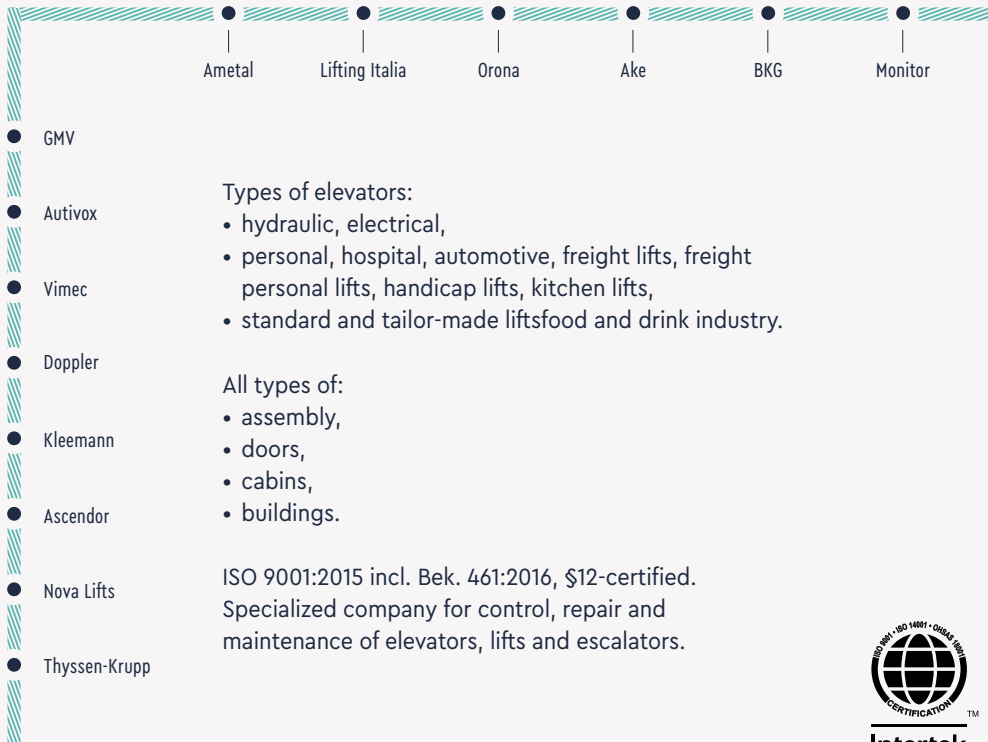 Ametal
Lifting Italia
Orona
Ake
BKG
Monitor
GMV
Autivox
Vimec
Doppler
Kleemann
Ascendor
Nova Lifts
Thyssen-Krupp
Types of elevators:
• hydraulic, electrical,
• personal, hospital, automotive, freight lifts, freight
personal lifts, handicap lifts, kitchen lifts,
• standard and tailor-made liftsfood and drink industry.
All types of:
• assembly,
• doors,
• cabins,
• buildings.
ISO 9001:2015 incl. Bek. 461:2016, §12-certified.
Specialized company for control, repair and
maintenance of elevators, lifts and escalators.
ISO 9001 • ISO 14001 • OHSAS 18001
CERTIFICATION
TM
Intertek